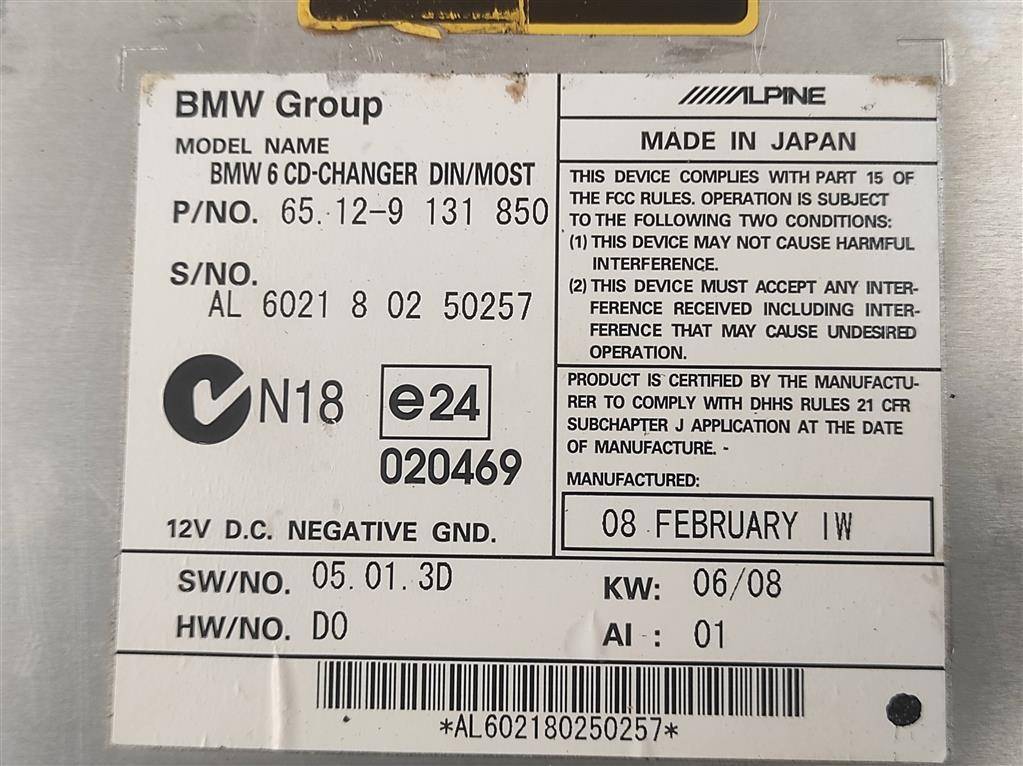 BMW Group
MODEL NAME
BMW 6 CD-CHANGER DIN/MOST
P/NO. 65.12-9 131 850
S/NO.
AL 6021 8 02 50257
N18
e24
020469
12V D.C. NEGATIVE GND.
ALPINE
MADE IN JAPAN
THIS DEVICE COMPLIES WITH PART 15 OF
THE FCC RULES. OPERATION IS SUBJECT
TO THE FOLLOWING TWO CONDITIONS:
(1) THIS DEVICE MAY NOT CAUSE HARMFUL
INTERFERENCE.
(2) THIS DEVICE MUST ACCEPT ANY INTER-
FERENCE RECEIVED INCLUDING INTER-
FERENCE THAT MAY CAUSE UNDESIRED
OPERATION.
PRODUCT IS CERTIFIED BY THE MANUFACTU-
RER TO COMPLY WITH DHHS RULES 21 CFR
SUBCHAPTER J APPLICATION AT THE DATE
OF MANUFACTURE. -
MANUFACTURED:
08 FEBRUARY IW
SW/NO. 05.01.3D
KW: 06/08
HW/NO. D0
AI : 01
*AL602180250257*